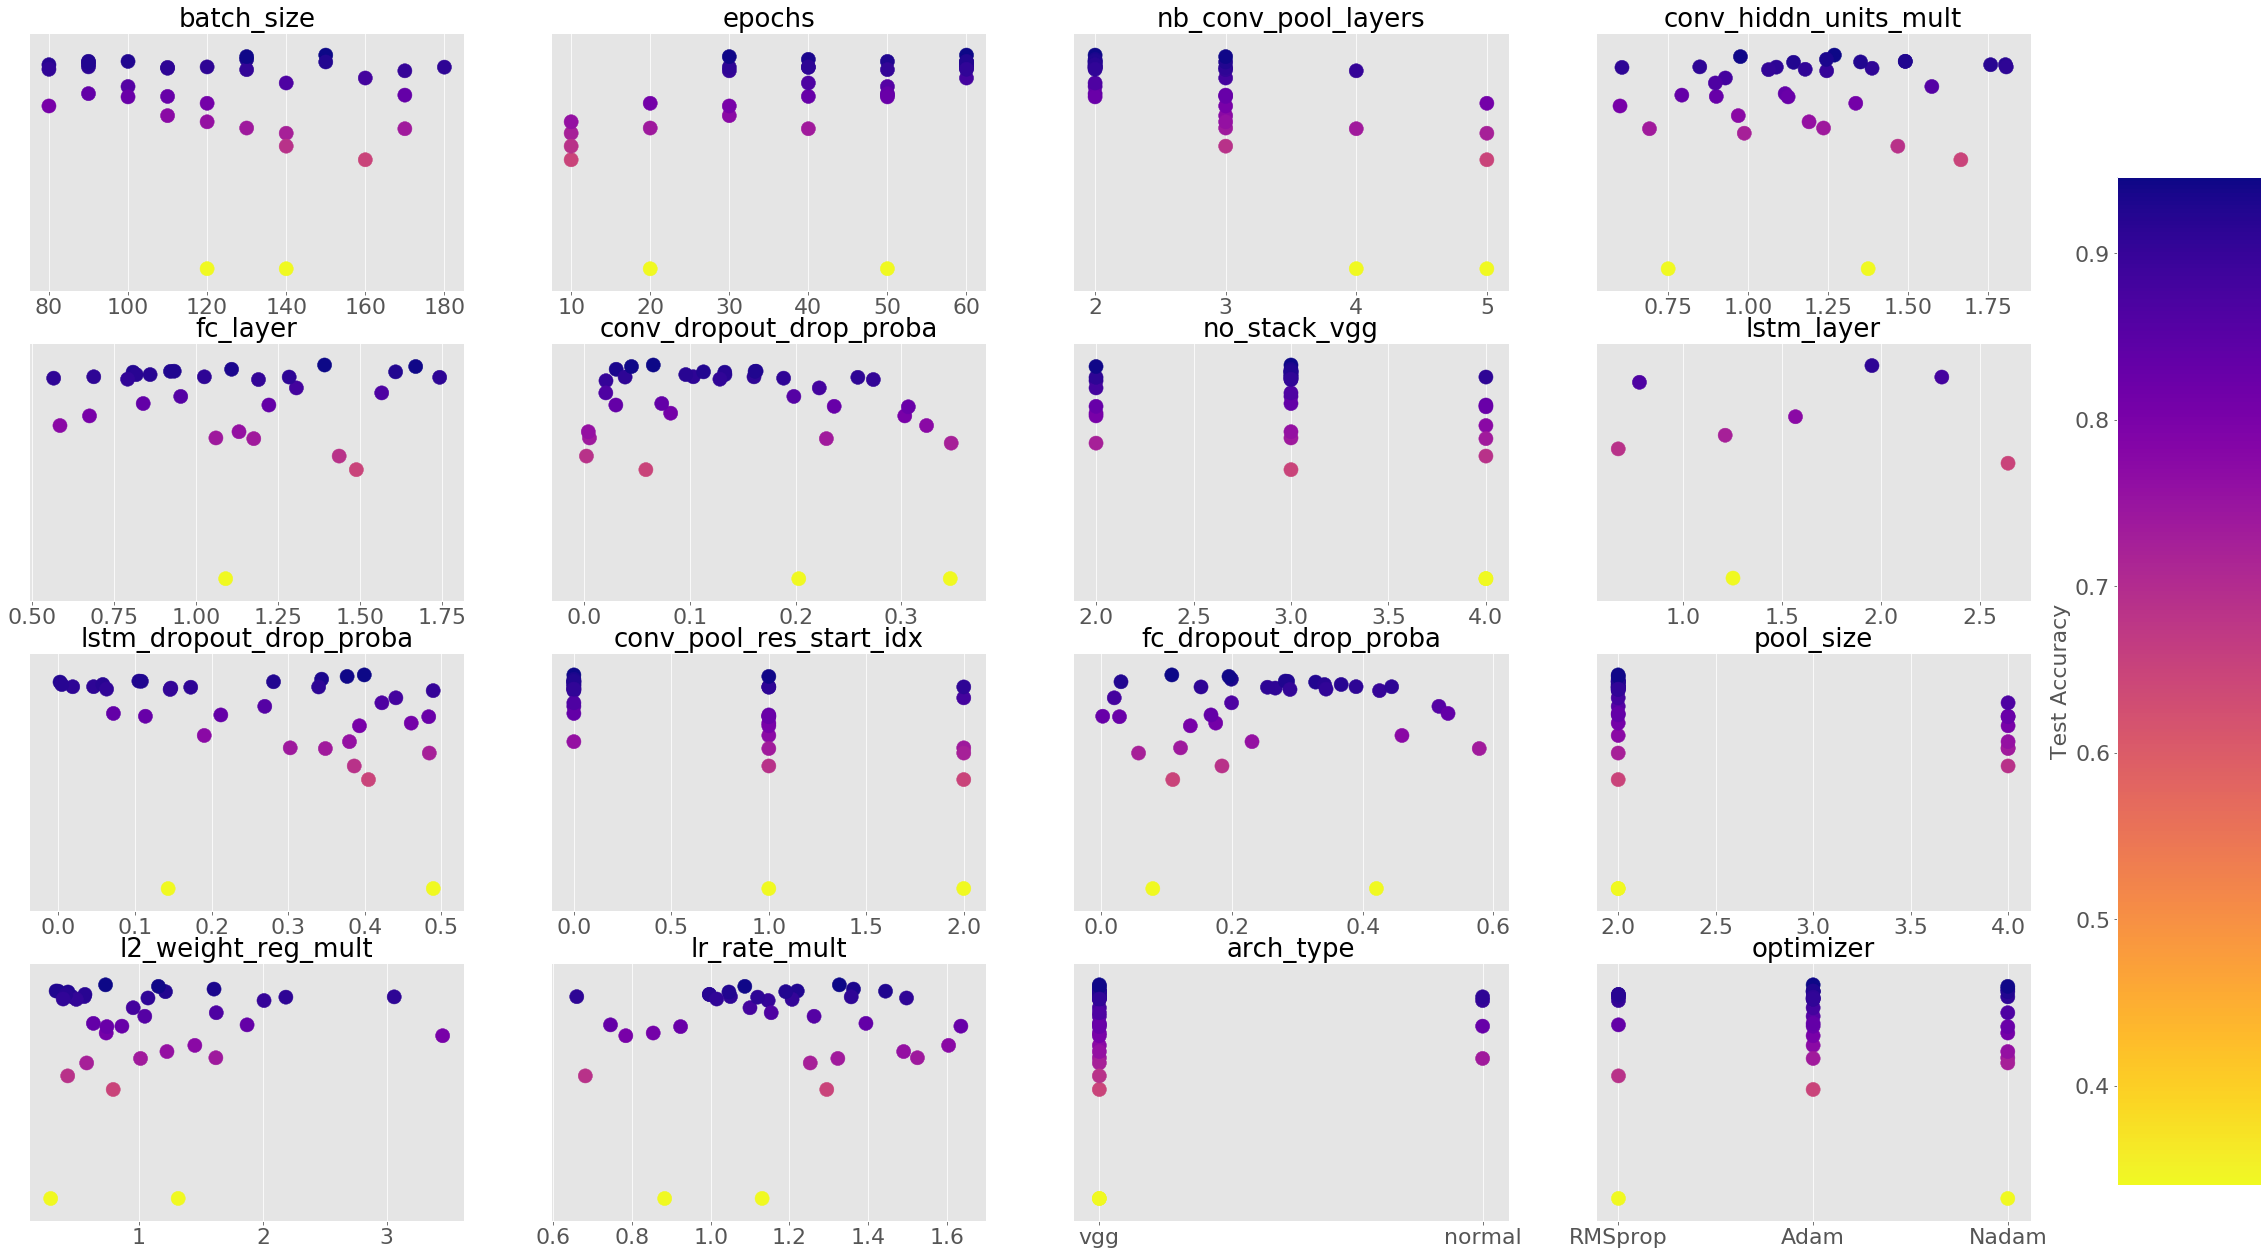 batch_size epochs nb_conv_pool_layers conv_hiddn_units_mult
80 100 120 140 160 180 10 20 30 40 50 60 2 3 4 5 0.75 1.00 1.25 1.50 1.75
fc_layer conv_dropout_drop_proba no_stack_vgg lstm_layer
0.50 0.75 1.00 1.25 1.50 1.75 0.0 0.1 0.2 0.3 2.0 2.5 3.0 3.5 4.0 1.0 1.5 2.0 2.5
lstm_dropout_drop_proba conv_pool_res_start_idx fc_dropout_drop_proba pool_size
0.0 0.1 0.2 0.3 0.4 0.5 0.0 0.5 1.0 1.5 2.0 0.0 0.2 0.4 0.6 2.0 2.5 3.0 3.5 4.0
l2_weight_reg_mult lr_rate_mult arch_type optimizer
1 2 3 0.6 0.8 1.0 1.2 1.4 1.6 vgg normal RMSprop Adam Nadam
Test Accuracy
0.9
0.8
0.7
0.6
0.5
0.4